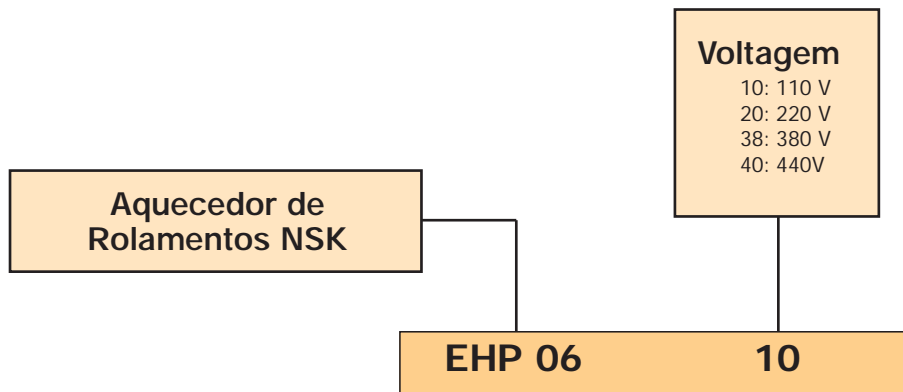 Voltagem
10: 110 V
20: 220 V
38: 380 V
40: 440V
Aquecedor de
Rolamentos NSK
EHP 06 10